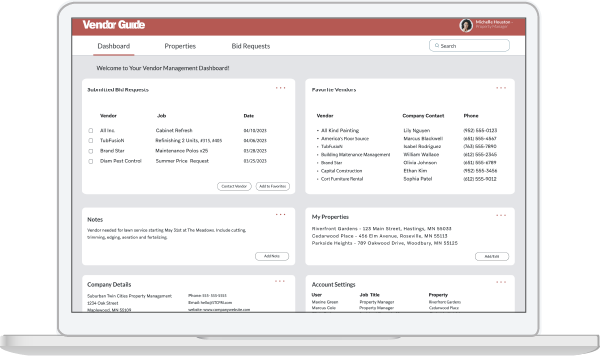 Vendor Guide
Michelle Houston
Property Manager
Dashboard Properties Bid Requests Search
Welcome to Your Vendor Management Dashboard!
Submitted Bid Requests
Vendor Job Date
All Inc. Cabinet Refresh 04/10/2023
TubFusioN Refinishing 2 Units, #315, #405 04/06/2023
Brand Star Maintenance Polos x25 03/28/2023
Diam Pest Control Summer Price Request 03/25/2023
Contact Vendor Add to Favorites
Favorite Vendors
Vendor Company Contact Phone
• All Kind Painting Lily Nguyen (952) 555-0123
• America's Floor Source Marcus Blackwell (651) 555-4567
• TubFusioN Isabel Rodriguez (763) 555-7890
• Building Maintenance Management William Wallace (612) 555-2345
• Brand Star Olivia Johnson (651) 555-6789
• Capital Construction Ethan Kim (952) 555-3456
• Cort Furniture Rental Sophia Patel (612) 555-9012
Notes
Vendor needed for lawn service starting May 31st at The Meadows. Include cutting,
trimming, edging, aeration and fertelizing.
Add Note
My Properties
Riverfront Gardens - 123 Main Street, Hastings, MN 55033
Cedarwood Place - 456 Elm Avenue, Roseville, MN 55113
Parkside Heights - 789 Oakwood Drive, Woodbury, MN 55125
Add/Edit
Company Details
Suburban Twin Cities Property Management Phone: 555-555-5555
1234 Oak Street Email: hello@STCPM.com
Maplewood, MN 55109 website: www.companywebsite.com
Account Settings
User Job Title Property
Maxine Green Property Manager Riverfront Gardens
Marcus Cole Property Manager Cedarwood Place